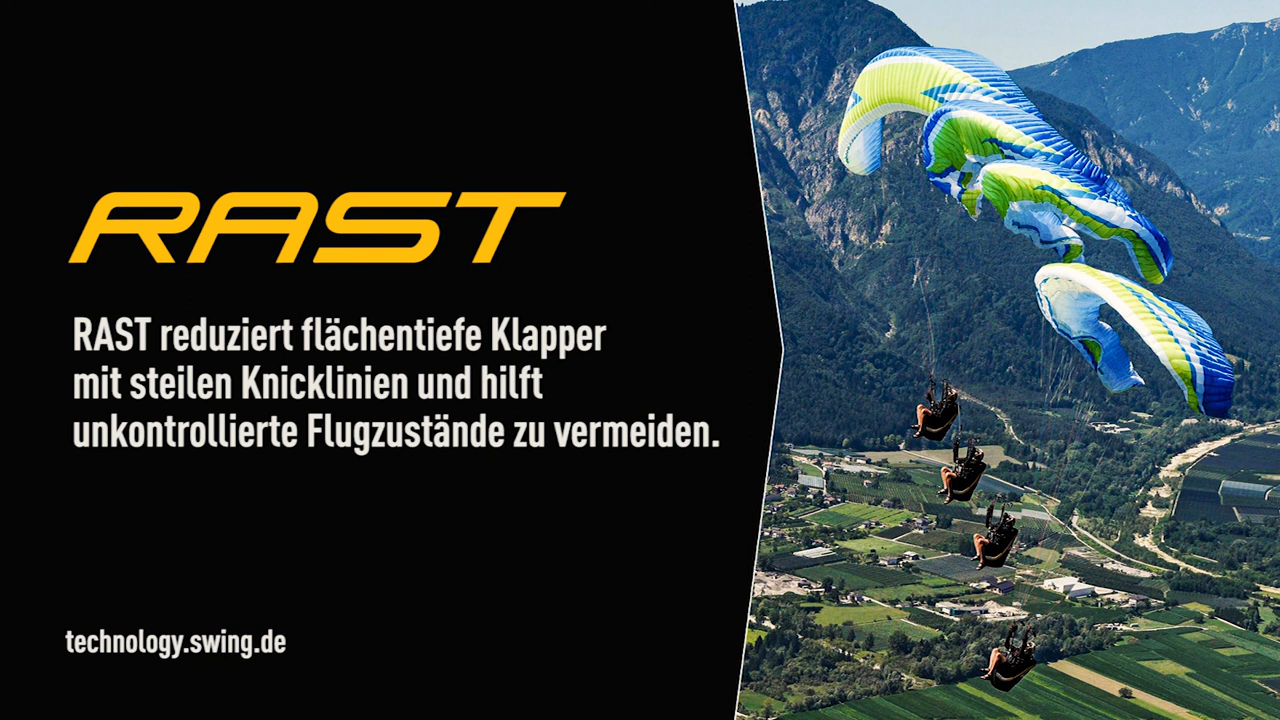 RAST
RAST reduziert flächentiefe Klapper
mit steilen Knicklinien und hilft
unkontrollierte Flugzustände zu vermeiden.
technology.swing.de